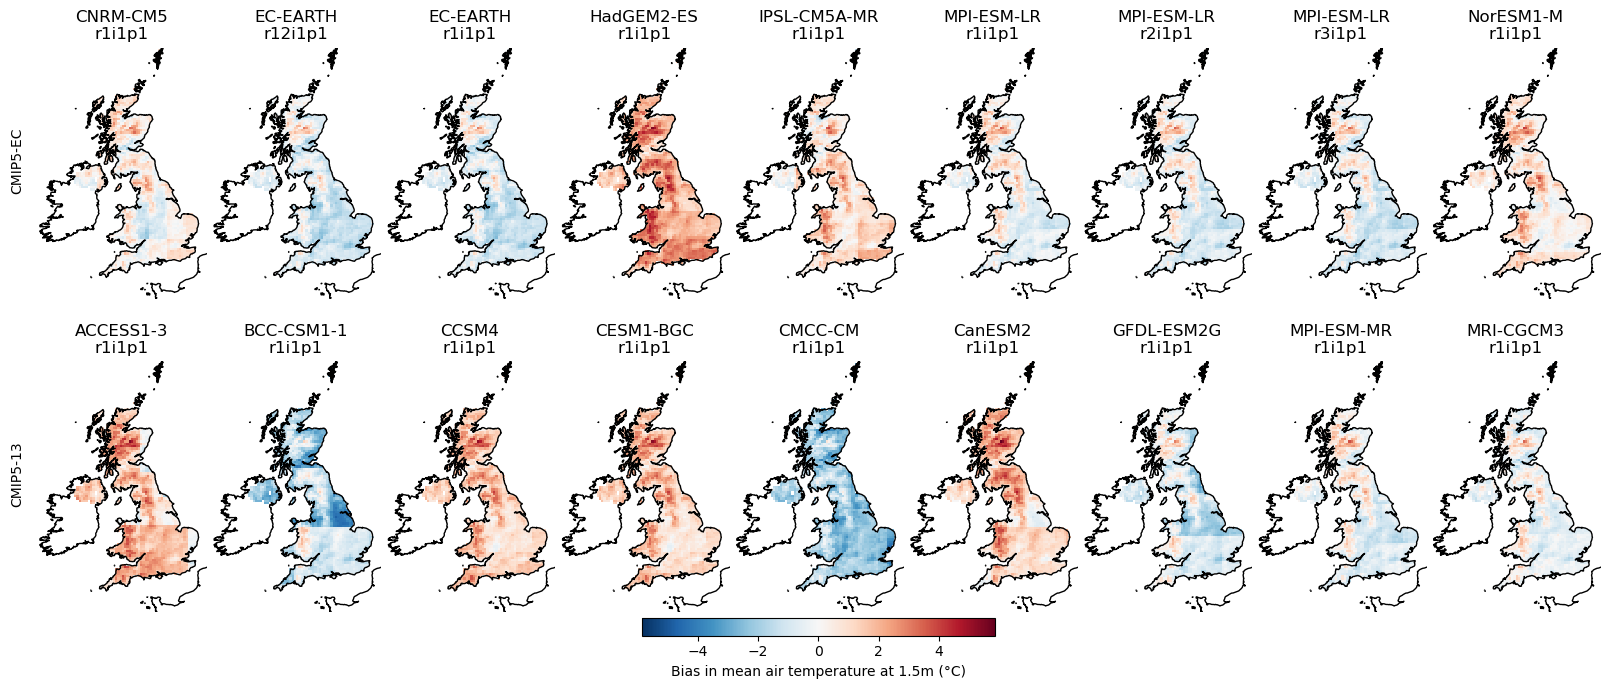 CNRM-CM5
r1i1p1
EC-EARTH
r12i1p1
EC-EARTH
r1i1p1
HadGEM2-ES
r1i1p1
IPSL-CM5A-MR
r1i1p1
MPI-ESM-LR
r1i1p1
MPI-ESM-LR
r2i1p1
MPI-ESM-LR
r3i1p1
NorESM1-M
r1i1p1
CMIP5-EC
ACCESS1-3
r1i1p1
BCC-CSM1-1
r1i1p1
CCSM4
r1i1p1
CESM1-BGC
r1i1p1
CMCC-CM
r1i1p1
CanESM2
r1i1p1
GFDL-ESM2G
r1i1p1
MPI-ESM-MR
r1i1p1
MRI-CGCM3
r1i1p1
CMIP5-13
−4 −2 0 2 4
Bias in mean air temperature at 1.5m (°C)